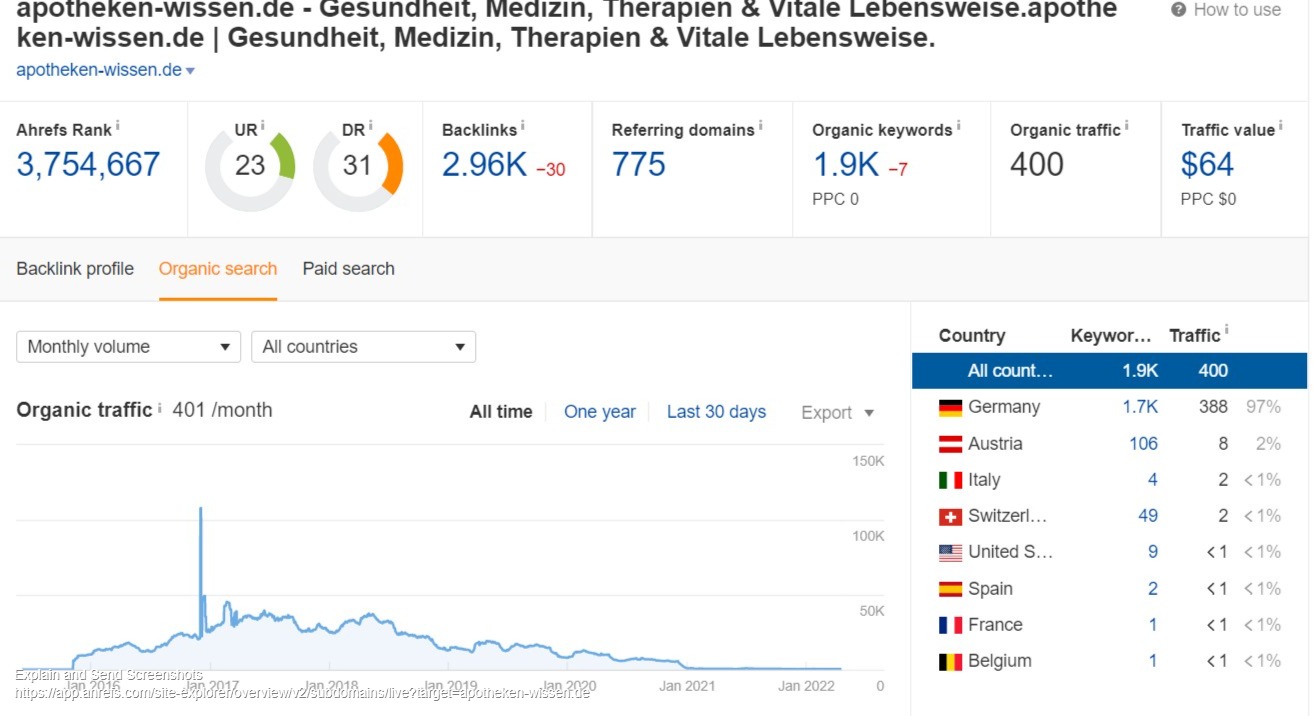 apotheken-wissen.de - Gesundheit, Medizin, Therapien & Vitale Lebensweise.apothe
ken-wissen.de | Gesundheit, Medizin, Therapien & Vitale Lebensweise.
How to use
apotheken-wissen.de
Ahrefs Rank
3,754,667
UR
23
DR
31
Backlinks
2.96K −30
Referring domains
775
Organic keywords
1.9K −7
PPC 0
Organic traffic
400
Traffic value
$64
PPC $0
Backlink profile Organic search Paid search
Monthly volume All countries
Organic traffic 401 /month
All time One year Last 30 days Export
150K
100K
50K
0
Jan 2016 Jan 2017 Jan 2018 Jan 2019 Jan 2020 Jan 2021 Jan 2022
Country Keywor... Traffic
All count... 1.9K 400
Germany 1.7K 388 97%
Austria 106 8 2%
Italy 4 2 <1%
Switzerl... 49 2 <1%
United S... 9 <1 <1%
Spain 2 <1 <1%
France 1 <1 <1%
Belgium 1 <1 <1%
Explain and Send Screenshots
https://app.ahrefs.com/site-explorer/overview/v2/subdomains/live?target=apotheken-wissen.de